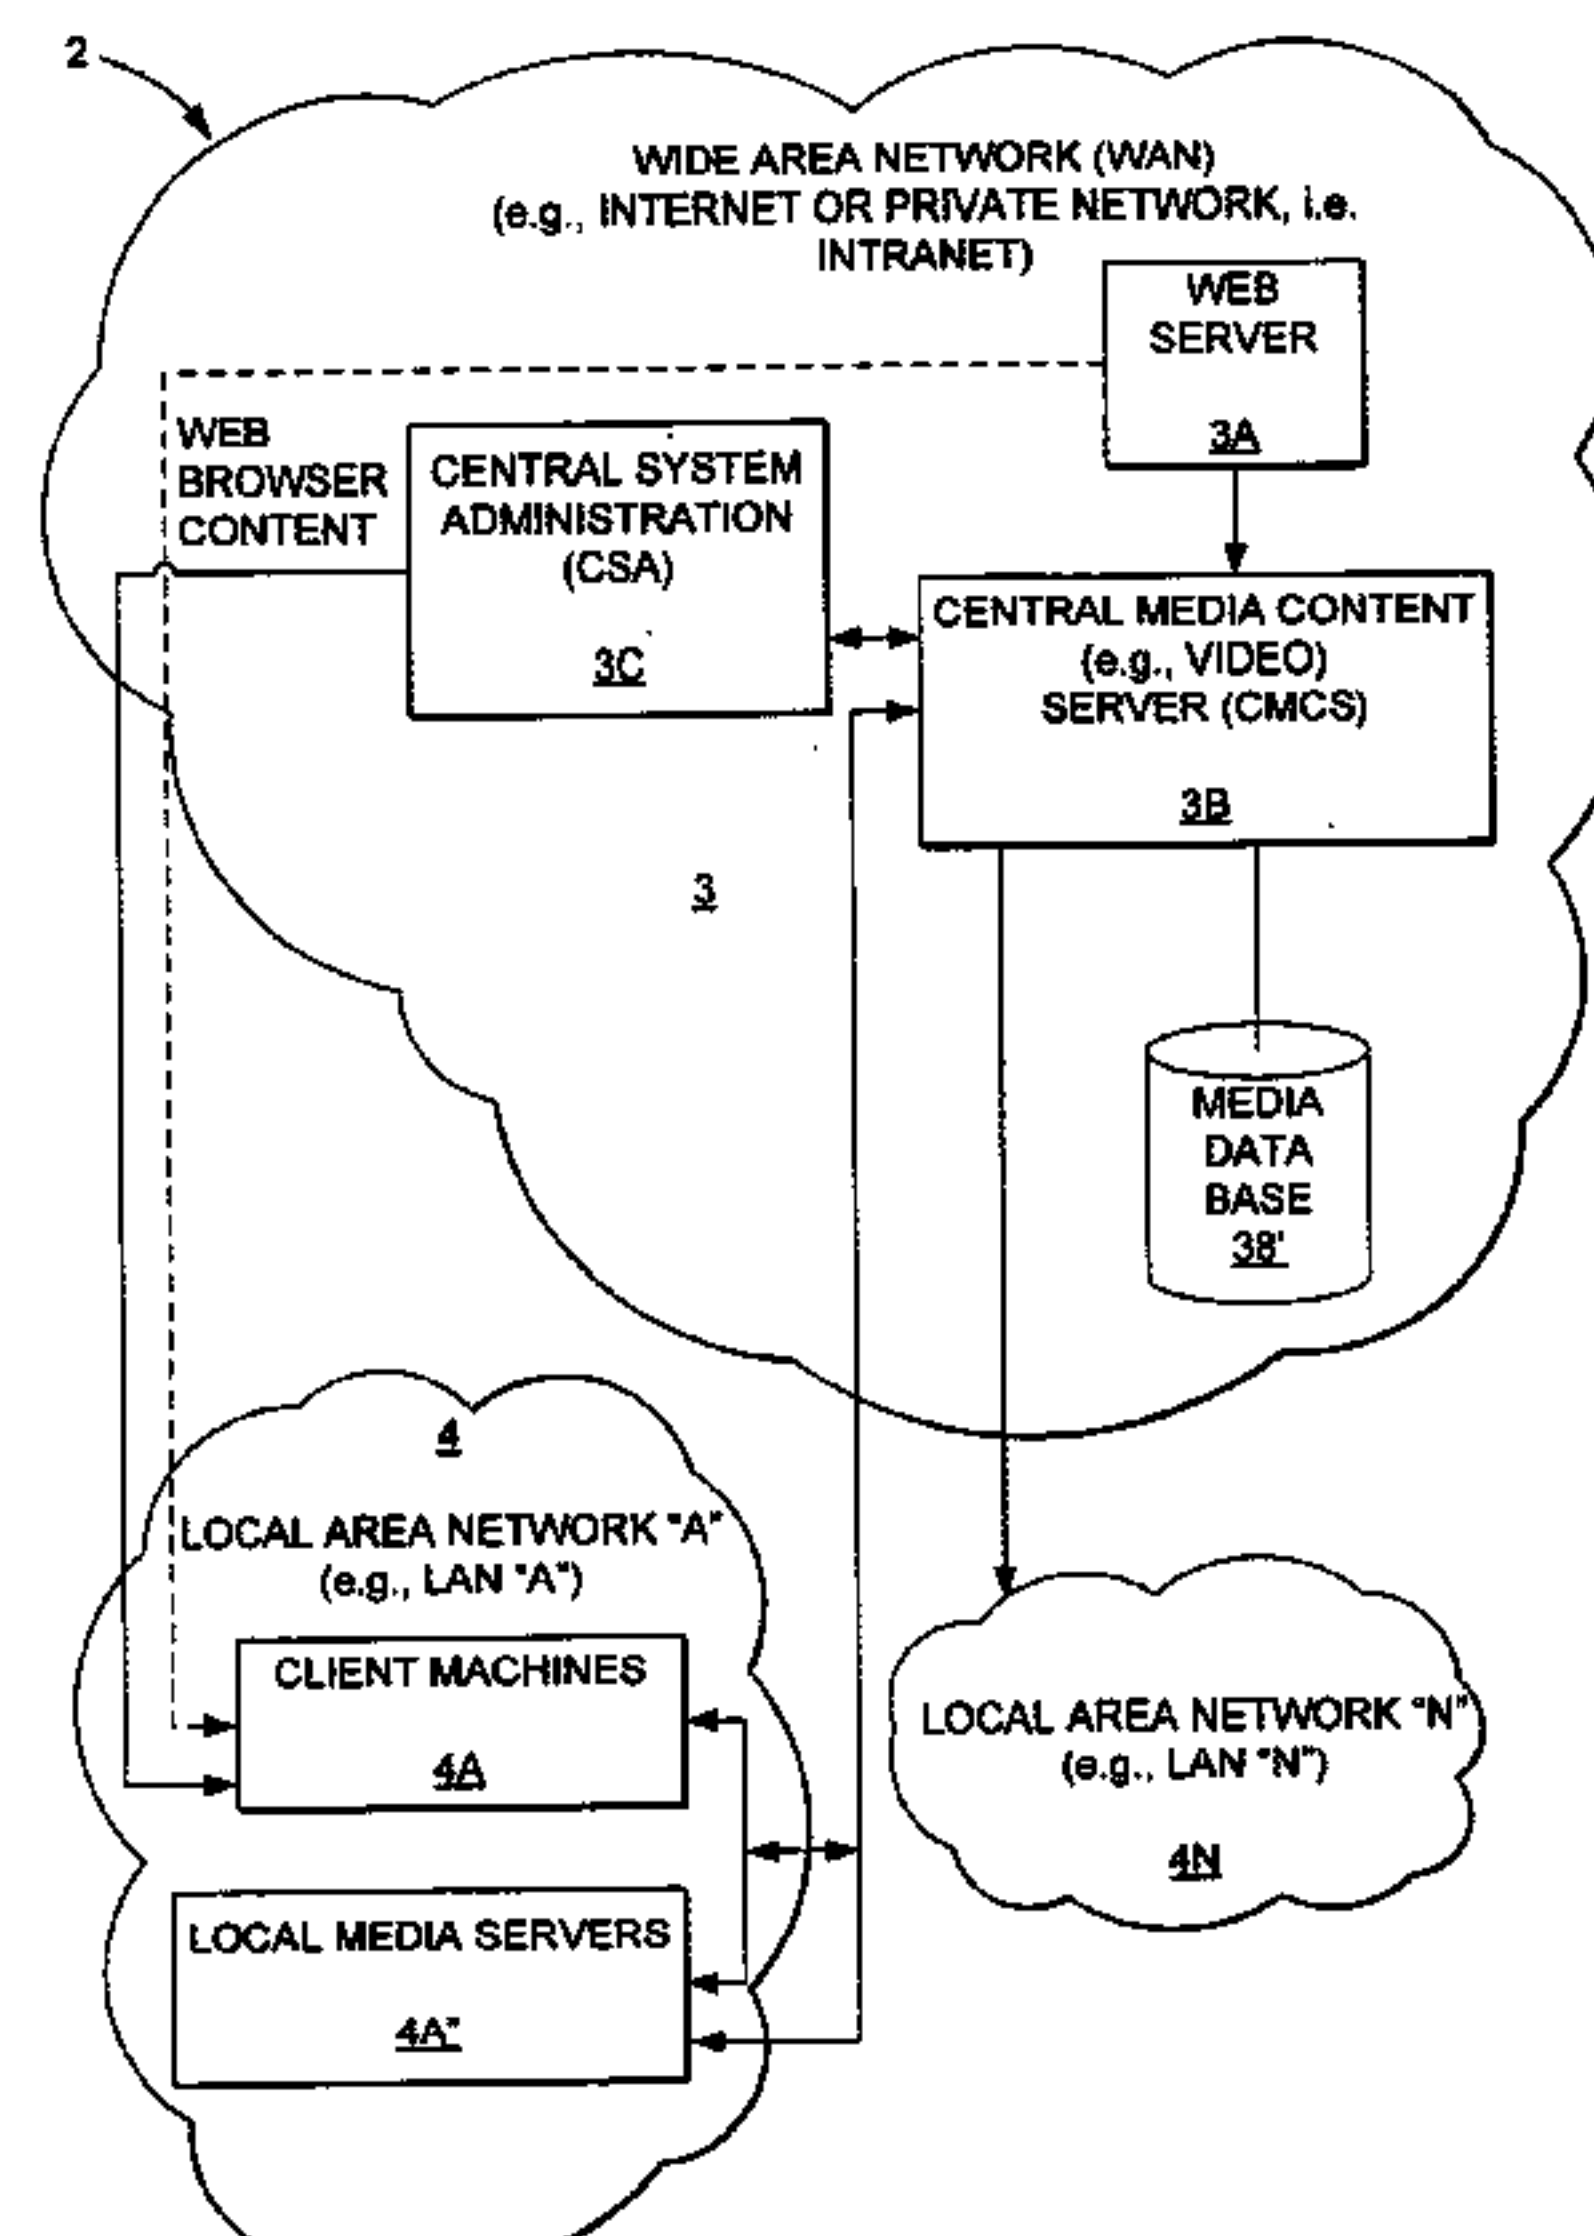 2
WIDE AREA NETWORK (WAN)
(e.g., INTERNET OR PRIVATE NETWORK, i.e.
INTRANET)
WEB
SERVER
3A
WEB
BROWSER
CONTENT
CENTRAL SYSTEM
ADMINISTRATION
(CSA)
3C
CENTRAL MEDIA CONTENT
(e.g., VIDEO)
SERVER (CMCS)
3B
3
MEDIA
DATA
BASE
38'
4
LOCAL AREA NETWORK "A"
(e.g., LAN "A")
CLIENT MACHINES
4A
LOCAL MEDIA SERVERS
4A"
LOCAL AREA NETWORK "N"
(e.g., LAN "N")
4N